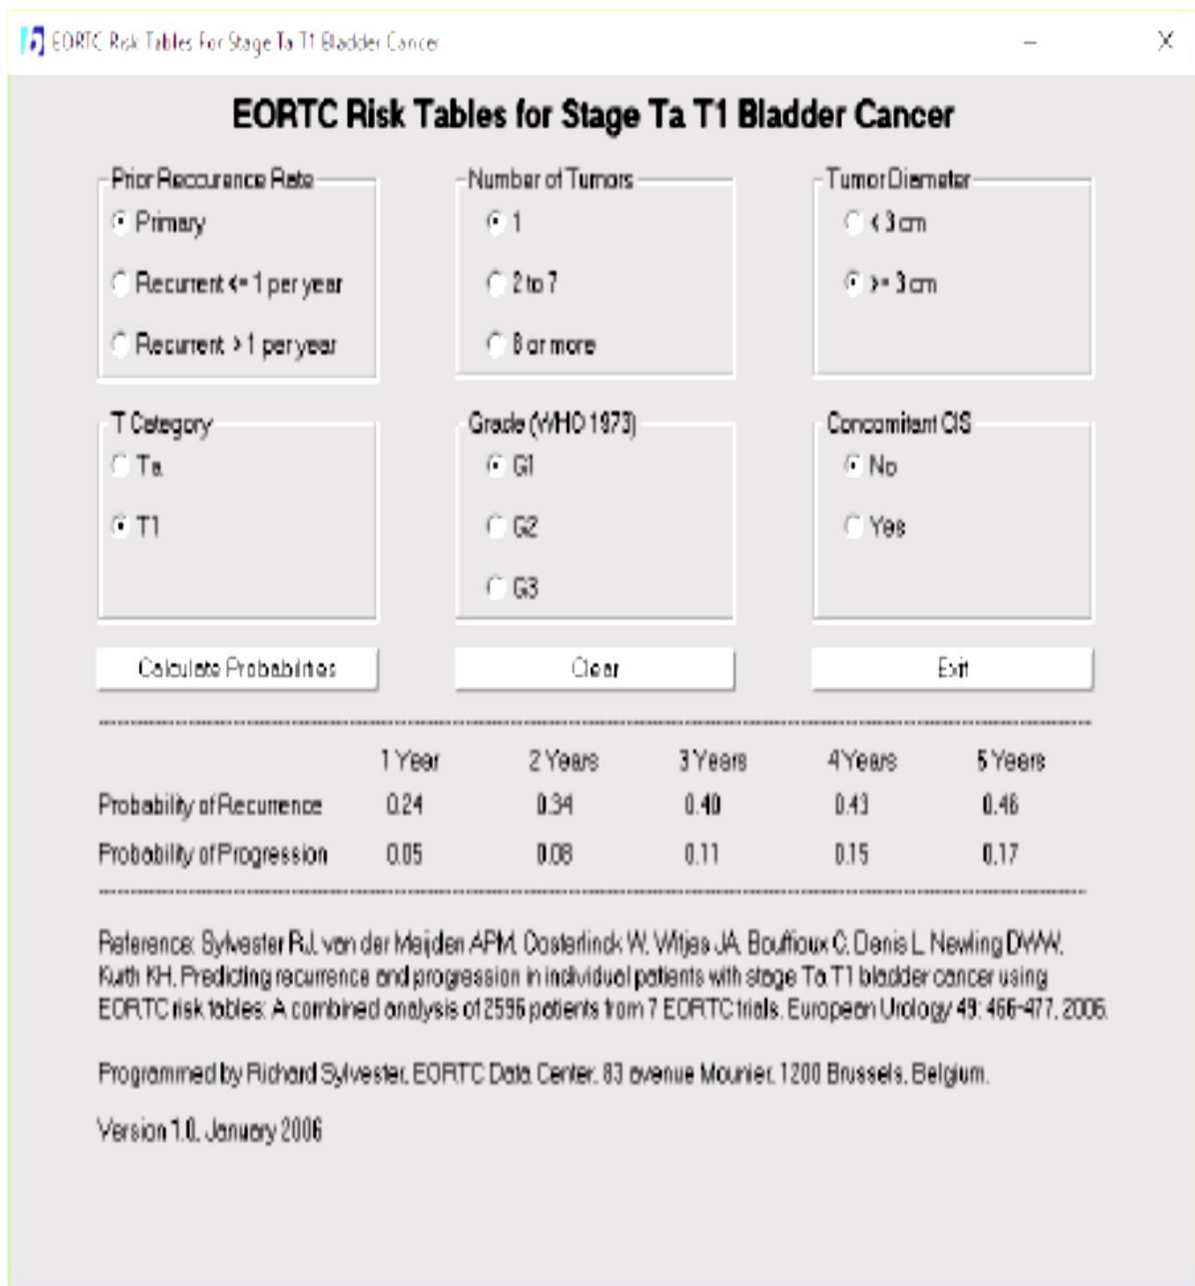 EORTC Risk Tables For Stage Ta T1 Bladder Cancer
EORTC Risk Tables for Stage Ta T1 Bladder Cancer
Prior Reccurence Rate
Primary
Recurrent <= 1 per year
Recurrent > 1 per year
Number of Tumors
1
2 to 7
8 or more
Tumor Diameter
< 3 cm
>= 3 cm
T Category
Ta
T1
Grade (WHO 1973)
G1
G2
G3
Concomitant CIS
No
Yes
Calculate Probabilities Clear Exit
1 Year 2 Years 3 Years 4 Years 5 Years
Probability of Recurrence 0.24 0.34 0.40 0.43 0.46
Probability of Progression 0.05 0.08 0.11 0.15 0.17
Reference: Sylvester RJ, van der Meijden APM, Oosterlinck W, Witjes JA, Bouffioux C, Denis L, Newling DWW,
Kurth KH. Predicting recurrence and progression in individual patients with stage Ta T1 bladder cancer using
EORTC risk tables: A combined analysis of 2596 patients from 7 EORTC trials. European Urology 49: 466-477, 2006.
Programmed by Richard Sylvester, EORTC Data Center, 83 avenue Mounier, 1200 Brussels, Belgium.
Version 1.0, January 2006